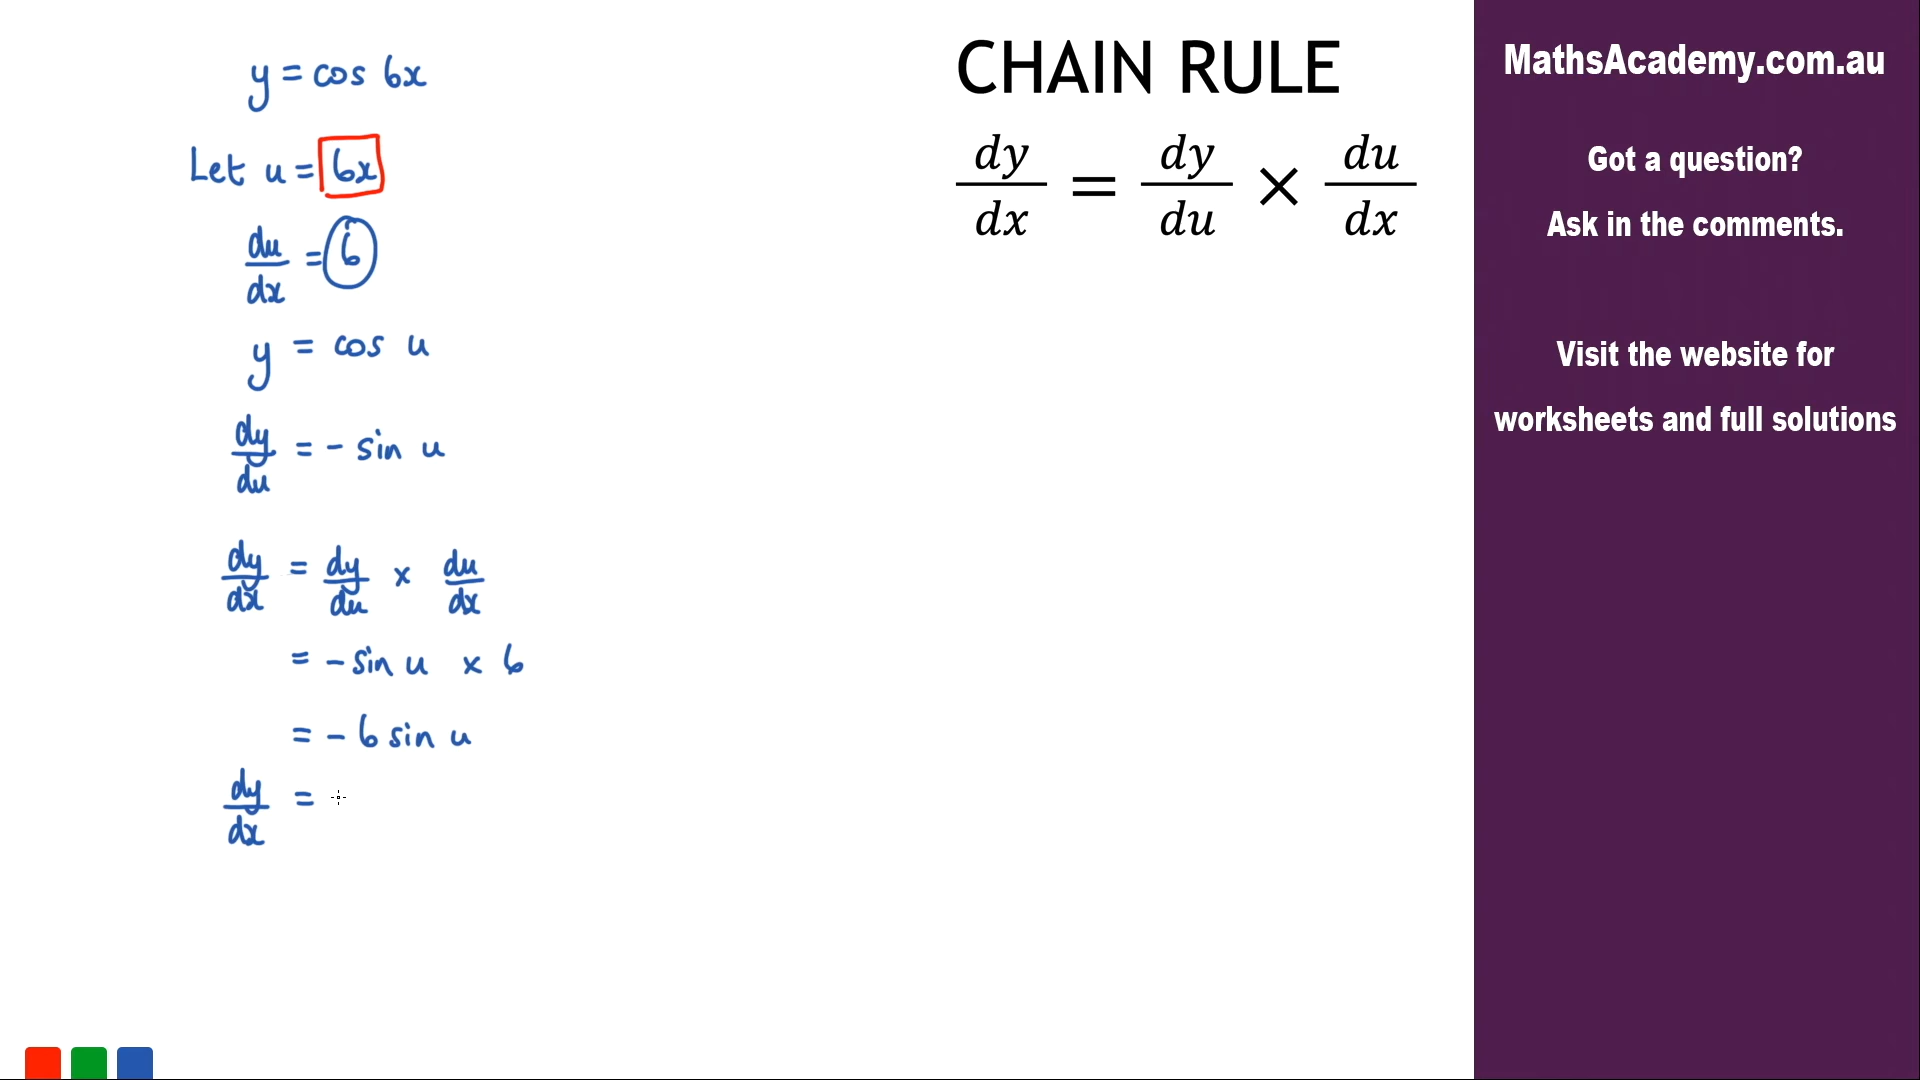 y = cos 6x
Let u = 6x
du/dx = 6
y = cos u
dy/du = - sin u
dy/dx = dy/du × du/dx
= - sin u × 6
= - 6 sin u
dy/dx =
CHAIN RULE
dy/dx = dy/du × du/dx
MathsAcademy.com.au
Got a question?
Ask in the comments.
Visit the website for
worksheets and full solutions